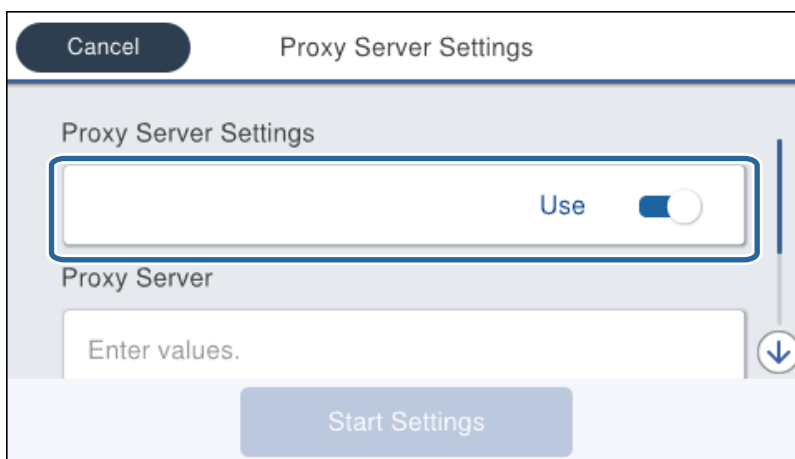 Cancel Proxy Server Settings
Proxy Server Settings
Use
Proxy Server
Enter values.
Start Settings